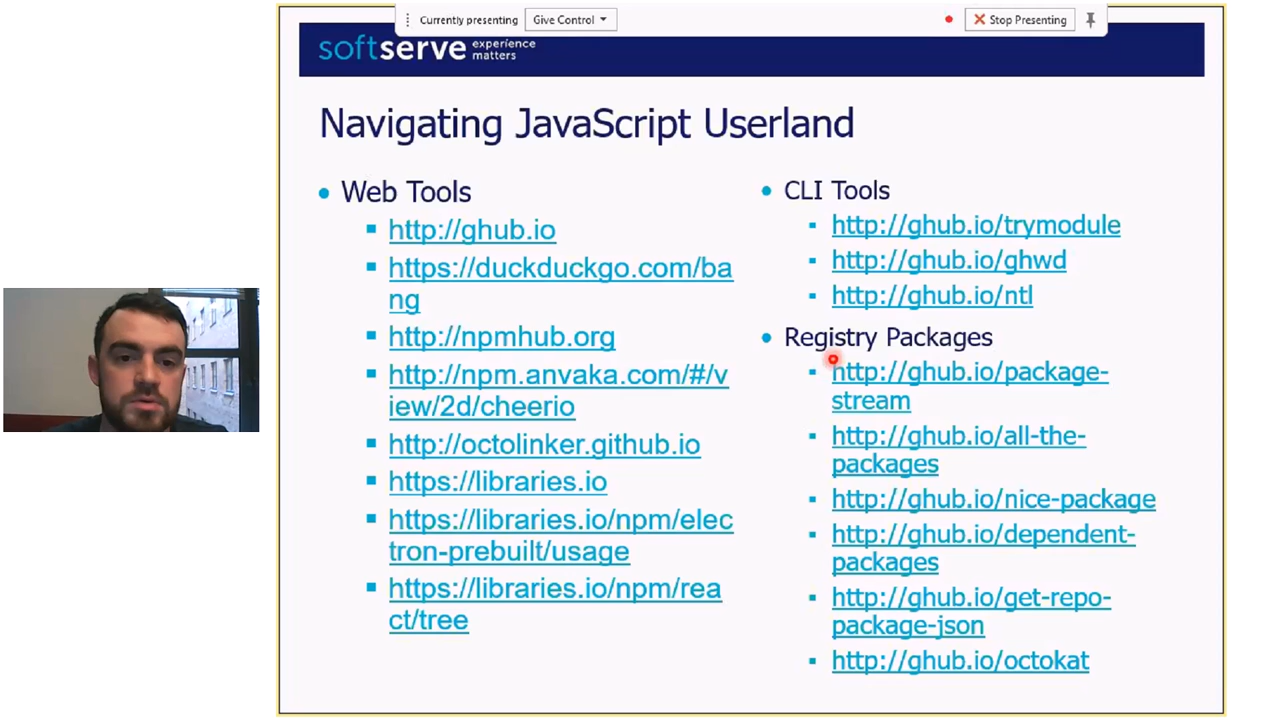 Currently presenting Give Control Stop Presenting
softserve experience matters
Navigating JavaScript Userland
Web Tools
http://ghub.io
https://duckduckgo.com/ba
ng
http://npmhub.org
http://npm.anvaka.com/#/v
iew/2d/cheerio
http://octolinker.github.io
https://libraries.io
https://libraries.io/npm/elec
tron-prebuilt/usage
https://libraries.io/npm/rea
ct/tree
CLI Tools
http://ghub.io/trymodule
http://ghub.io/ghwd
http://ghub.io/ntl
Registry Packages
http://ghub.io/package-
stream
http://ghub.io/all-the-
packages
http://ghub.io/nice-package
http://ghub.io/dependent-
packages
http://ghub.io/get-repo-
package-json
http://ghub.io/octokat